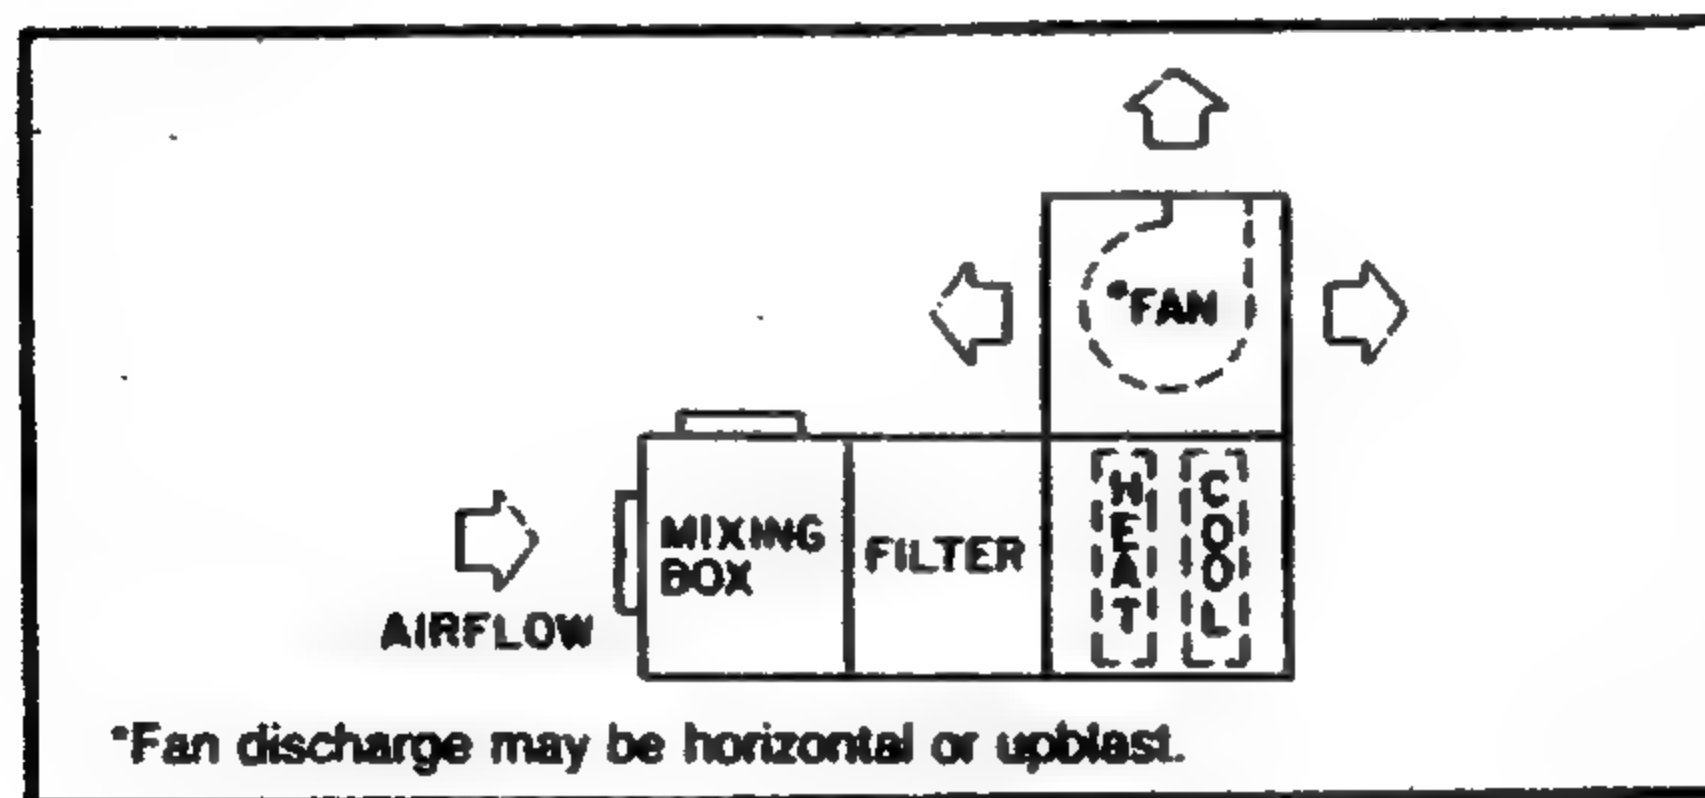 *FAN
MIXING
BOX
FILTER
HEAT
COOL
AIRFLOW
*Fan discharge may be horizontal or upblast.